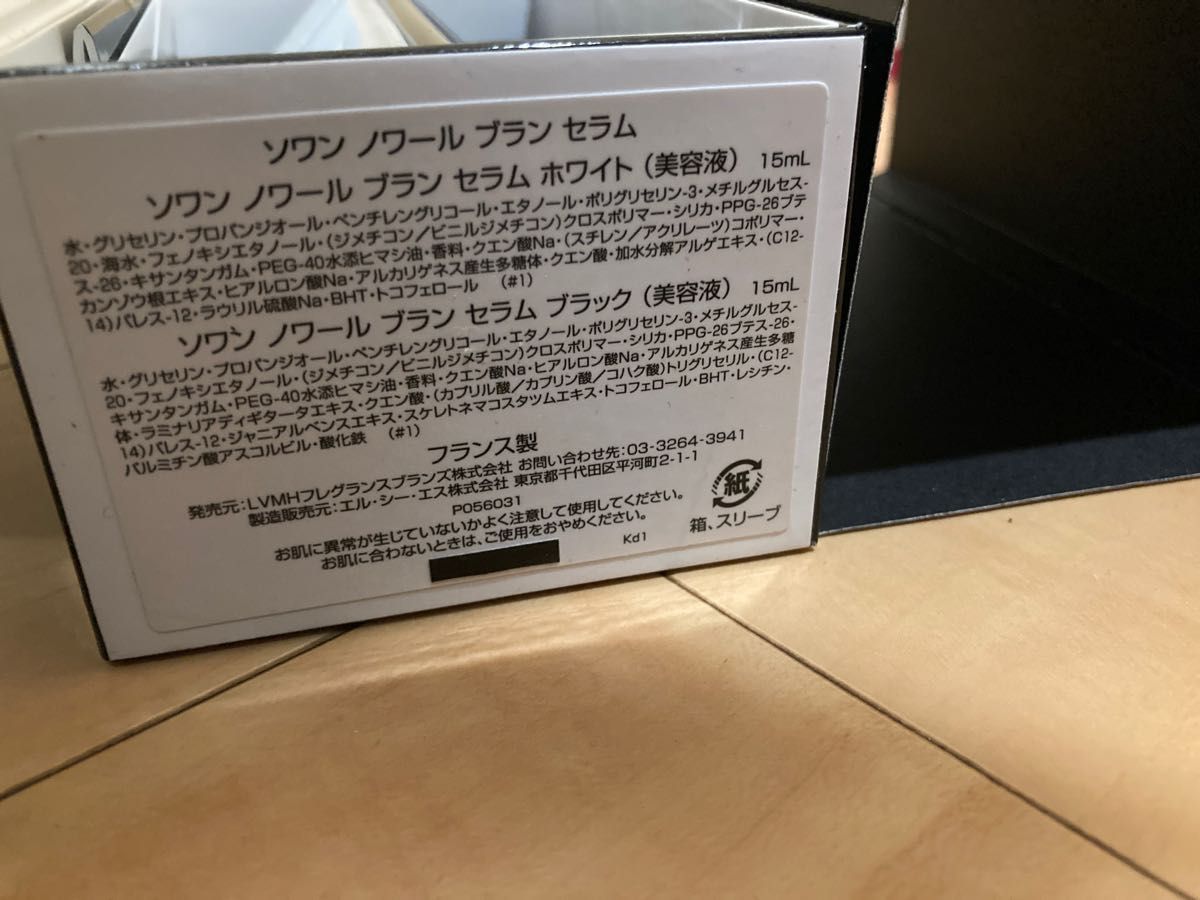 ソワン ノワール ブラン セラム
ソワン ノワール ブラン セラム ホワイト（美容液） 15mL
水・グリセリン・プロパンジオール・ペンチレングリコール・エタノール・ポリグリセリン-3・メチルグルセス-
20・海水・フェノキシエタノール・（ジメチコン／ビニルジメチコン）クロスポリマー・シリカ・PPG-26ブテ
ス-26・キサンタンガム・PEG-40水添ヒマシ油・香料・クエン酸Na・（スチレン／アクリレーツ）コポリマー・
カンゾウ根エキス・ヒアルロン酸Na・アルカリゲネス産生多糖体・クエン酸・加水分解アルゲエキス・（C12-
14）パレス-12・ラウリル硫酸Na・BHT・トコフェロール （#1）
ソワン ノワール ブラン セラム ブラック（美容液） 15mL
水・グリセリン・プロパンジオール・ペンチレングリコール・エタノール・ポリグリセリン-3・メチルグルセス-
20・フェノキシエタノール・（ジメチコン／ビニルジメチコン）クロスポリマー・シリカ・PPG-26ブテス-26・
キサンタンガム・PEG-40水添ヒマシ油・香料・クエン酸Na・ヒアルロン酸Na・アルカリゲネス産生多糖
体・ラミナリアディギタータエキス・クエン酸・（カプリル酸／カプリン酸／コハク酸）トリグリセリル・（C12-
14）パレス-12・ジャニアルベンスエキス・スケレトネマコスタツムエキス・トコフェロール・BHT・レシチン・
パルミチン酸アスコルビル・酸化鉄 （#1）
フランス製
発売元：LVMHフレグランスブランズ株式会社 お問い合わせ先：03-3264-3941
製造販売元：エル・シー・エス株式会社 東京都千代田区平河町2-1-1
P056031
お肌に異常が生じていないかよく注意して使用してください。
お肌に合わないときは、ご使用をおやめください。
Kd1
紙
箱、スリーブ